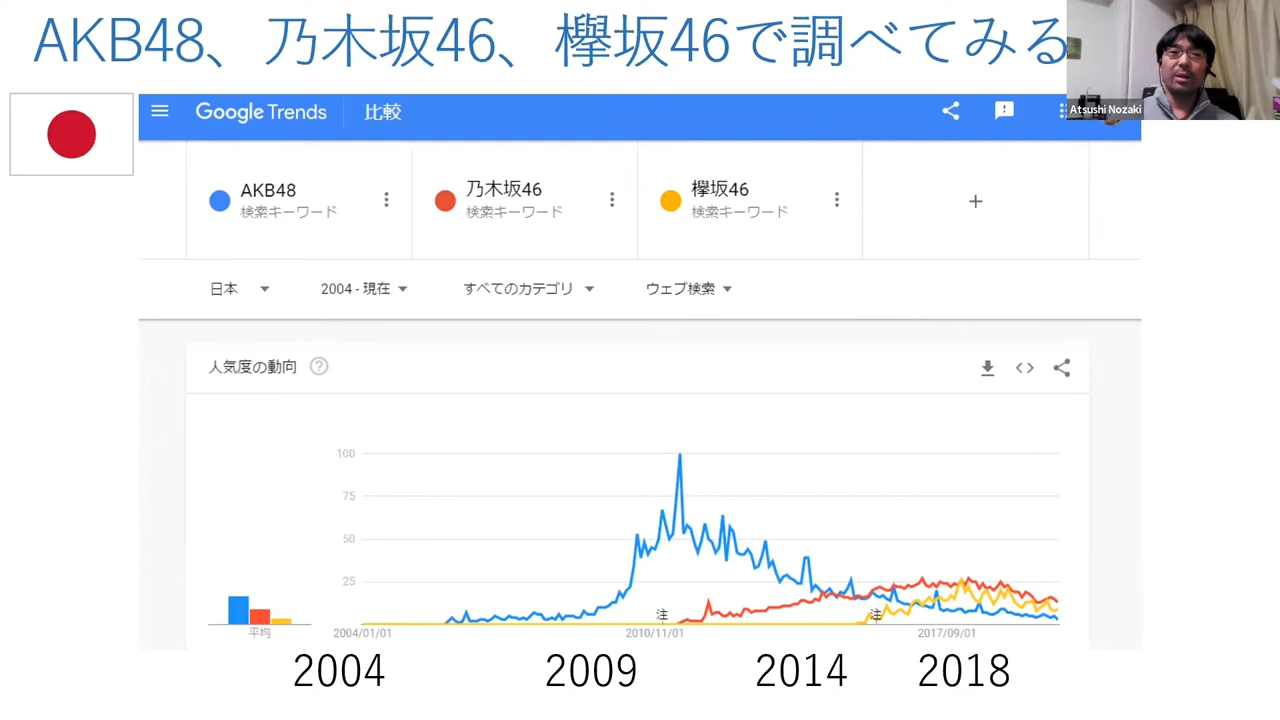 AKB48、乃木坂46、欅坂46で調べてみる
Atsushi Nozaki
Google Trends 比較
AKB48
検索キーワード
乃木坂46
検索キーワード
欅坂46
検索キーワード
+
日本
2004 - 現在
すべてのカテゴリ
ウェブ検索
人気度の動向
?
100
75
50
25
注
注
平均
2004/01/01
2010/11/01
2017/09/01
2004
2009
2014
2018